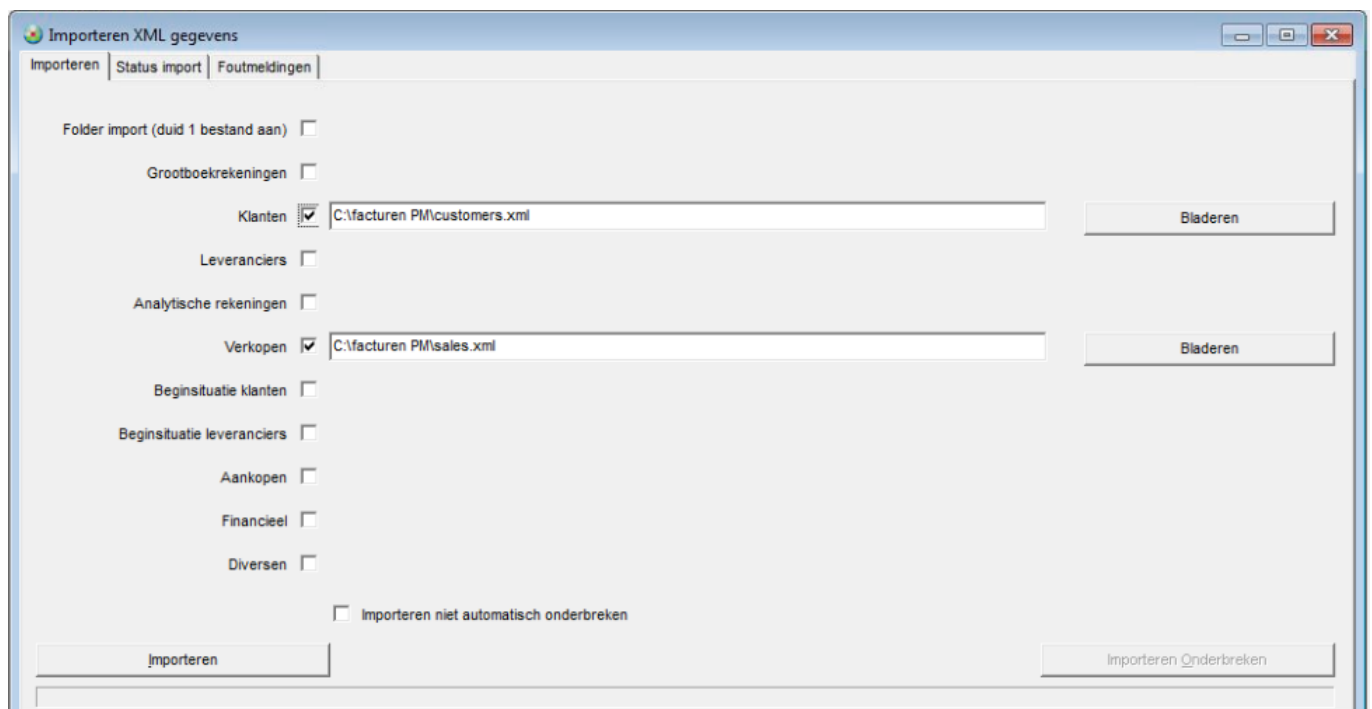 Importeren XML gegevens
Importeren Status import Foutmeldingen
Folder import (duid 1 bestand aan)
Grootboekrekeningen
Klanten C:\facturen PM\customers.xml Bladeren
Leveranciers
Analytische rekeningen
Verkopen C:\facturen PM\sales.xml Bladeren
Beginsituatie klanten
Beginsituatie leveranciers
Aankopen
Financieel
Diversen
Importeren niet automatisch onderbreken
Importeren Importeren Onderbreken